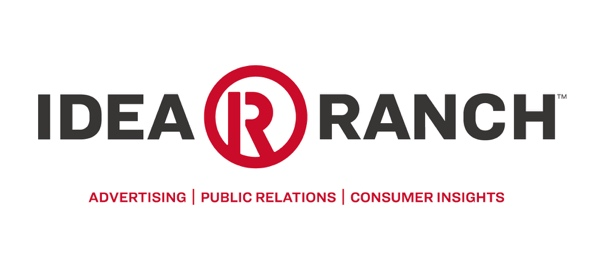 IDEA R RANCH™
ADVERTISING | PUBLIC RELATIONS | CONSUMER INSIGHTS